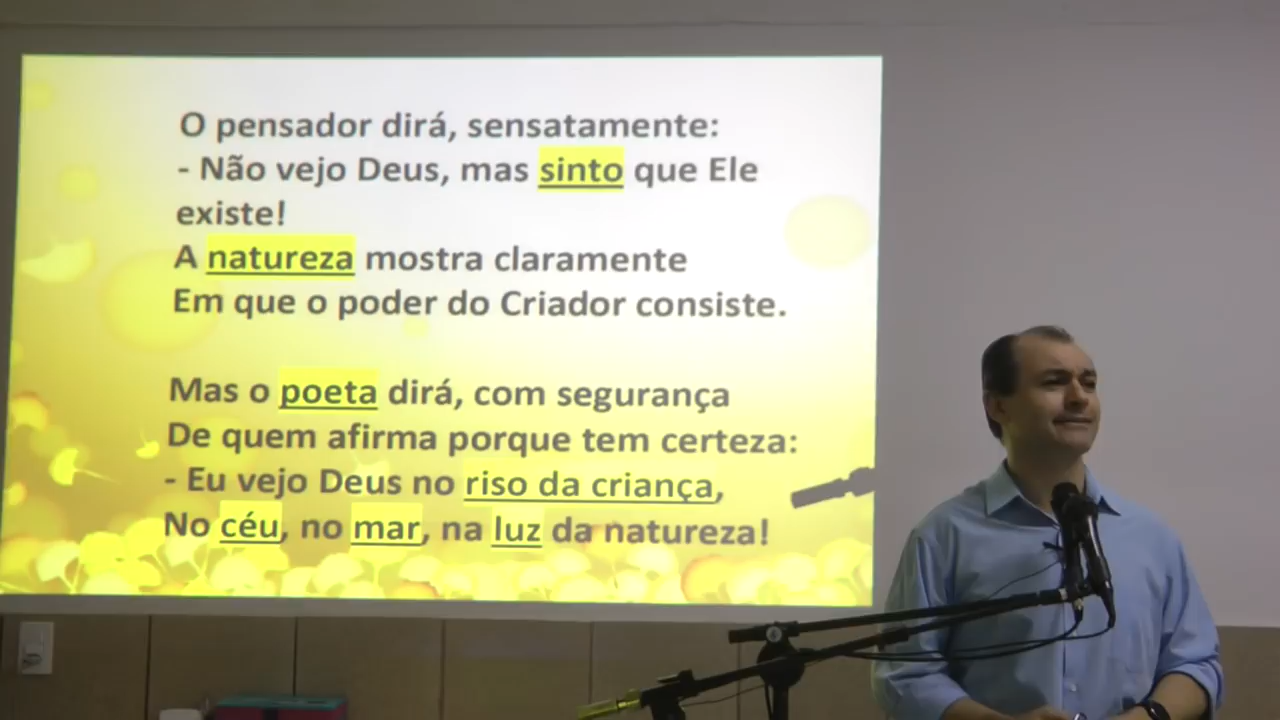 O pensador dirá, sensatamente:
- Não vejo Deus, mas sinto que Ele
existe!
A natureza mostra claramente
Em que o poder do Criador consiste.
Mas o poeta dirá, com segurança
De quem afirma porque tem certeza:
- Eu vejo Deus no riso da criança,
No céu, no mar, na luz da natureza!